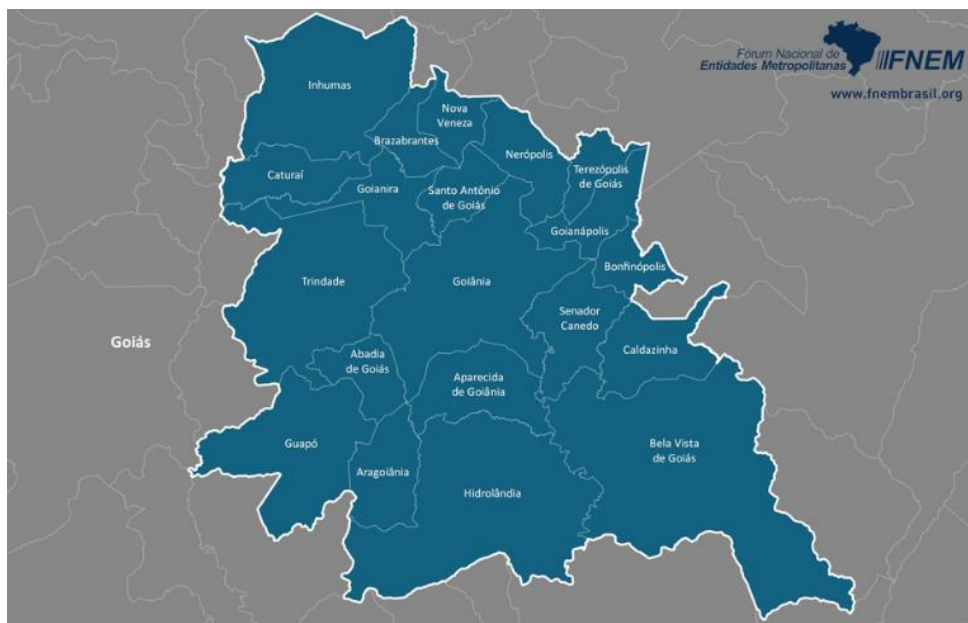 Fórum Nacional de
Entidades Metropolitanas
FNEM
www.fnembrasil.org
Inhumas
Nova
Veneza
Brazabrantes
Nerópolis
Terezópolis
de Goiás
Caturaí
Goianira
Santo Antônio
de Goiás
Goianápolis
Bonfinópolis
Trindade
Goiânia
Senador
Canedo
Goiás
Abadia
de Goiás
Caldazinha
Aparecida
de Goiânia
Guapó
Bela Vista
de Goiás
Aragoiânia
Hidrolândia